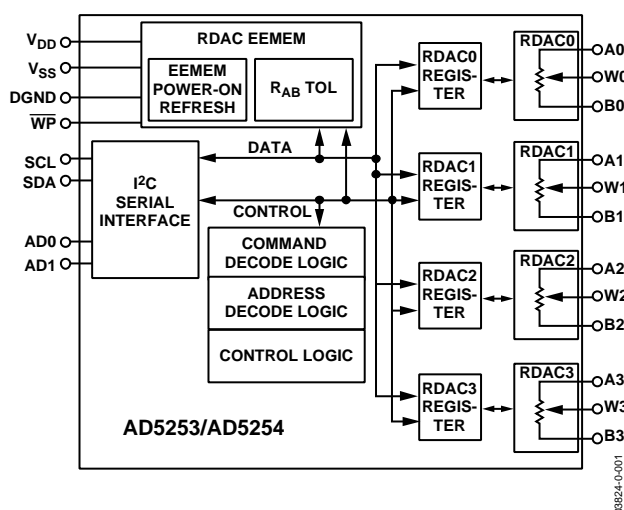 V_DD
V_SS
DGND
WP
SCL
SDA
AD0
AD1
RDAC EEMEM
EEMEM
POWER-ON
REFRESH
R_AB TOL
DATA
I²C
SERIAL
INTERFACE
CONTROL
COMMAND
DECODE LOGIC
ADDRESS
DECODE LOGIC
CONTROL LOGIC
AD5253/AD5254
RDAC0
REGIS-
TER
RDAC0
A0
W0
B0
RDAC1
REGIS-
TER
RDAC1
A1
W1
B1
RDAC2
REGIS-
TER
RDAC2
A2
W2
B2
RDAC3
REGIS-
TER
RDAC3
A3
W3
B3
03824-0-001